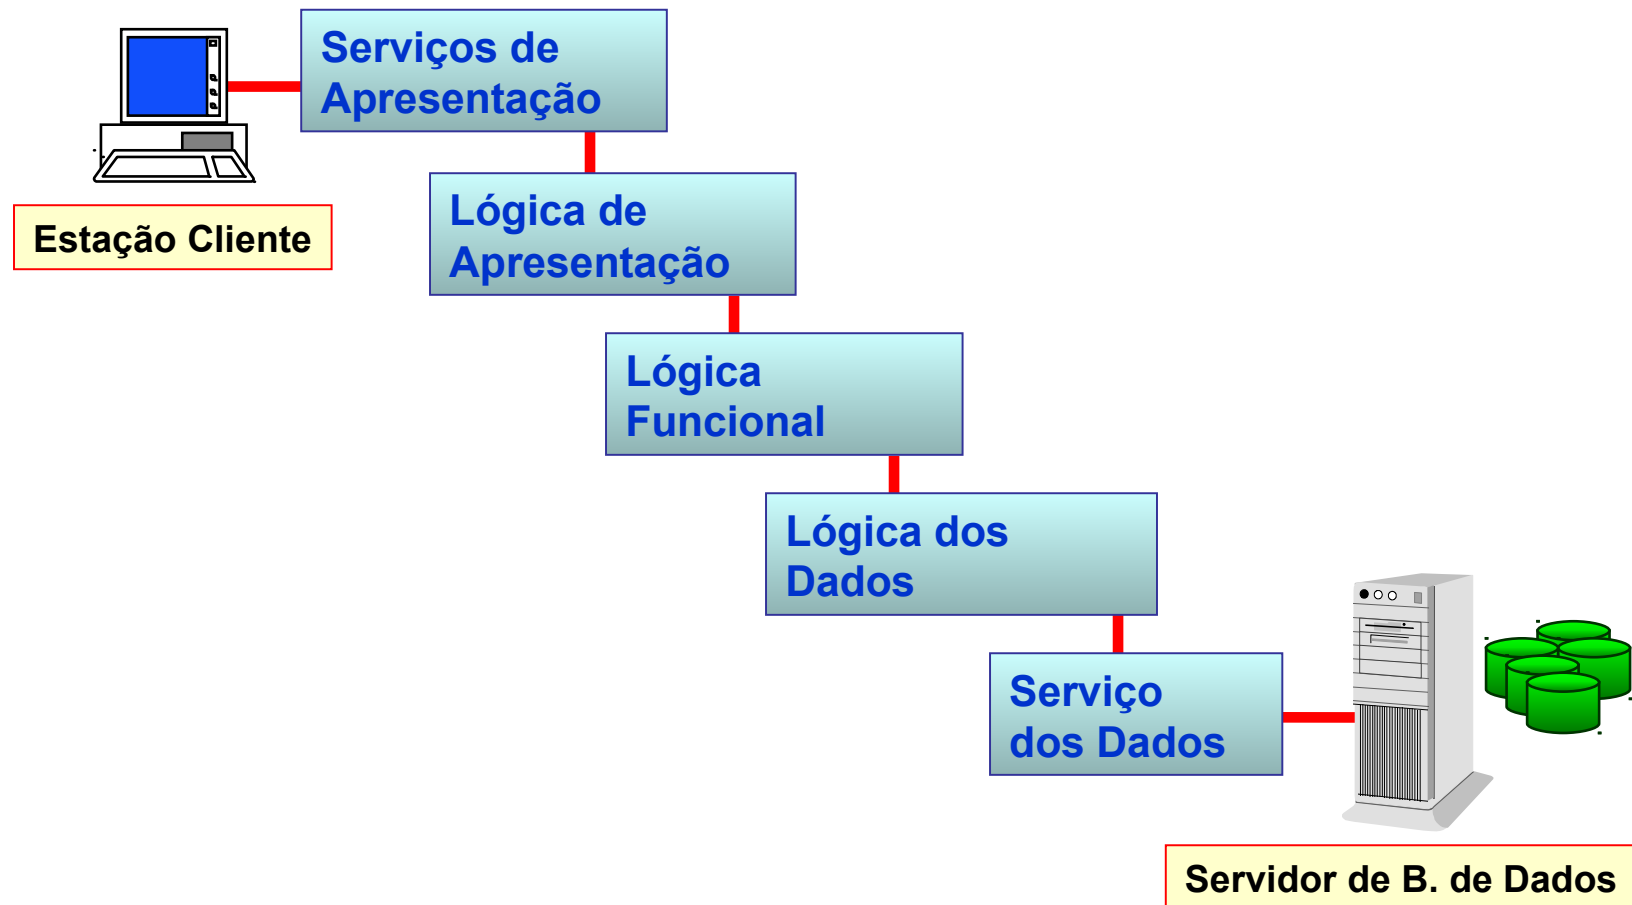 Serviços de
Apresentação
Estação Cliente
Lógica de
Apresentação
Lógica
Funcional
Lógica dos
Dados
Serviço
dos Dados
Servidor de B. de Dados